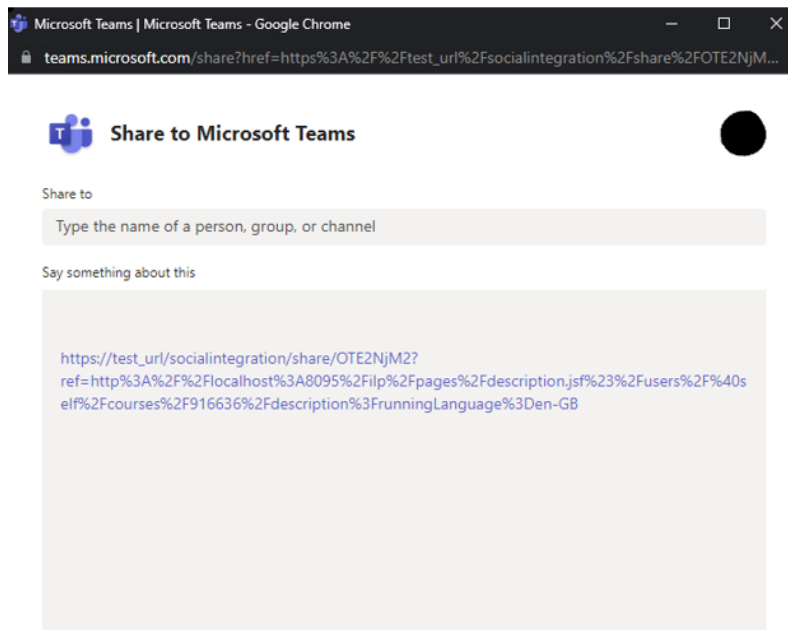 Microsoft Teams | Microsoft Teams - Google Chrome
teams.microsoft.com/share?href=https%3A%2F%2Ftest_url%2Fsocialintegration%2Fshare%2FOTE2NjM...
T
Share to Microsoft Teams
Share to
Type the name of a person, group, or channel
Say something about this
https://test_url/socialintegration/share/OTE2NjM2?
ref=http%3A%2F%2Flocalhost%3A8095%2Filp%2Fpages%2Fdescription.jsf%23%2Fusers%2F%40s
elf%2Fcourses%2F916636%2Fdescription%3FrunningLanguage%3Den-GB